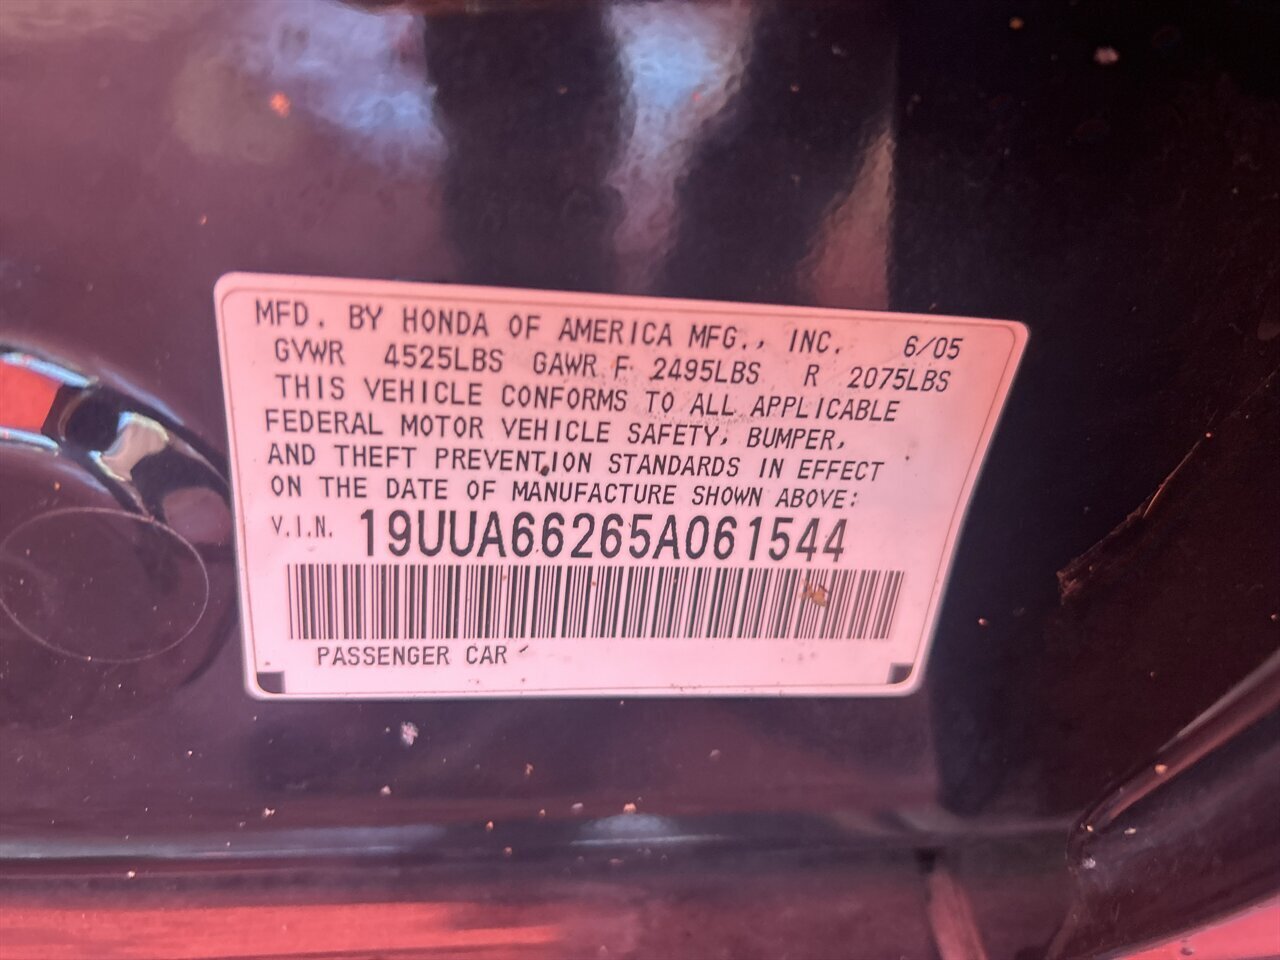 MFD. BY HONDA OF AMERICA MFG., INC. 6/05
GVWR 4525LBS GAWR F 2495LBS R 2075LBS
THIS VEHICLE CONFORMS TO ALL APPLICABLE
FEDERAL MOTOR VEHICLE SAFETY, BUMPER,
AND THEFT PREVENTION STANDARDS IN EFFECT
ON THE DATE OF MANUFACTURE SHOWN ABOVE:
V.I.N. 19UUA66265A061544
PASSENGER CAR